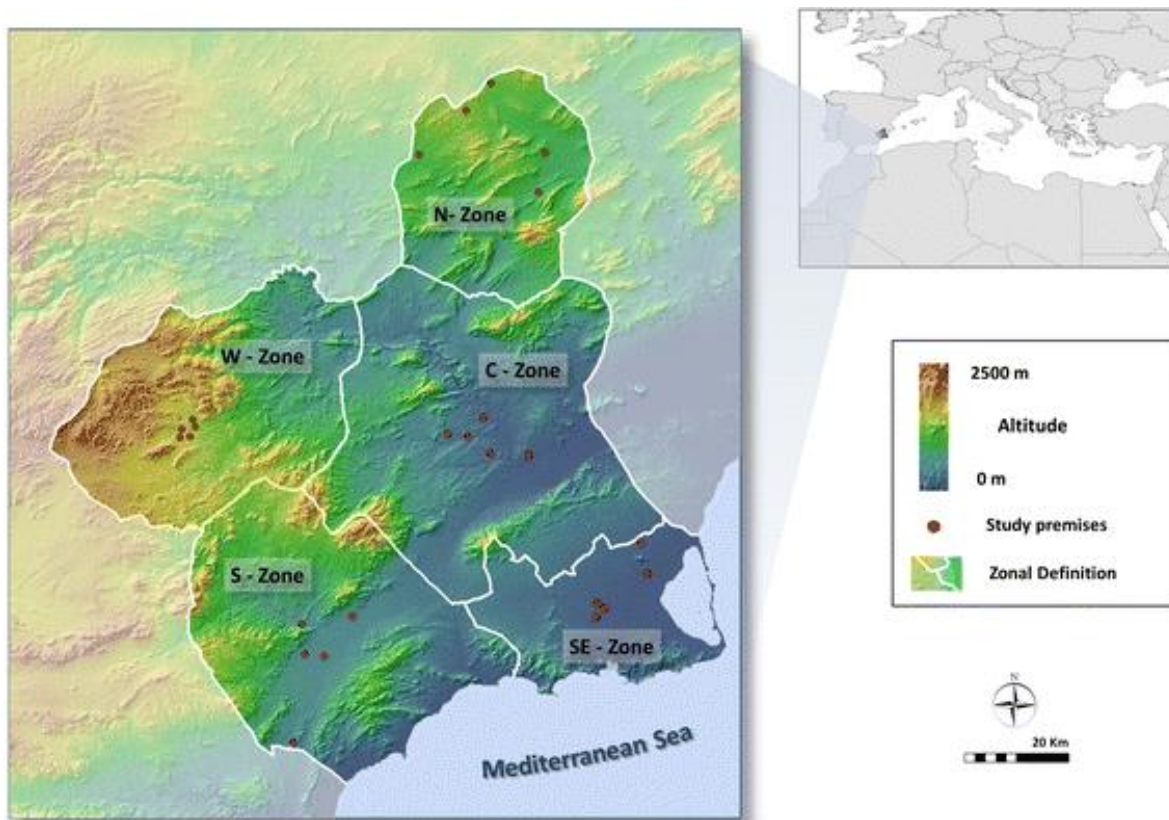 N- Zone
W - Zone
C - Zone
S - Zone
SE - Zone
Mediterranean Sea
2500 m
Altitude
0 m
Study premises
Zonal Definition
N
20 Km